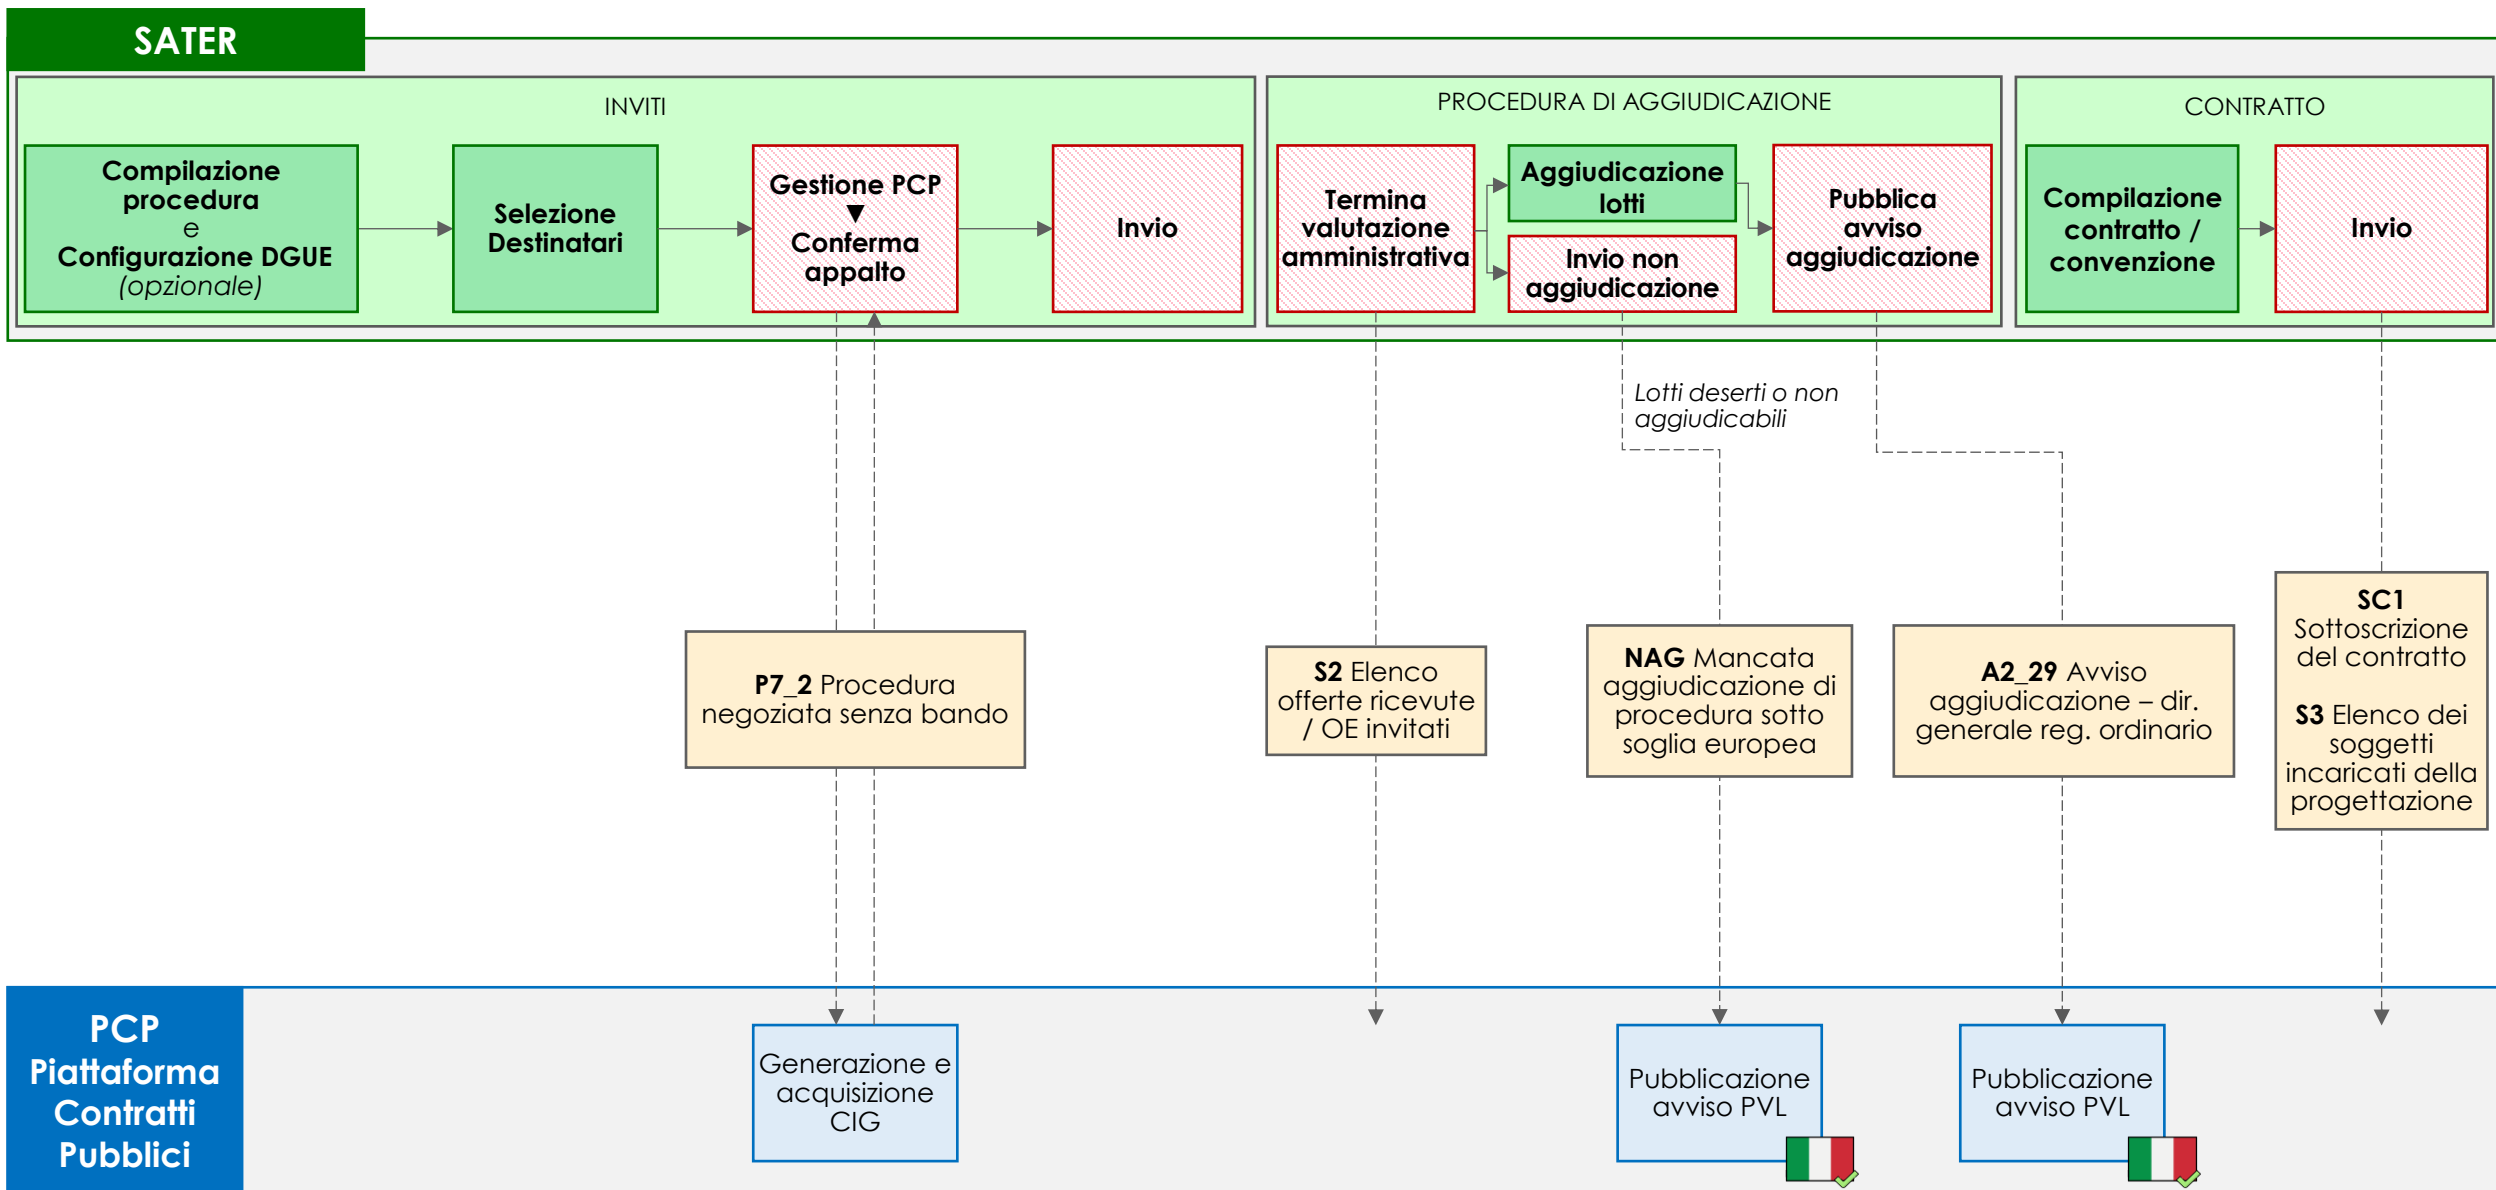 SATER
INVITI
Compilazione
procedura
e
Configurazione DGUE
(opzionale)
Selezione
Destinatari
Gestione PCP
▼
Conferma
appalto
Invio
PROCEDURA DI AGGIUDICAZIONE
Termina
valutazione
amministrativa
Aggiudicazione
lotti
Invio non
aggiudicazione
Pubblica
avviso
aggiudicazione
CONTRATTO
Compilazione
contratto /
convenzione
Invio
Lotti deserti o non
aggiudicabili
P7_2 Procedura
negoziata senza bando
S2 Elenco
offerte ricevute
/ OE invitati
NAG Mancata
aggiudicazione di
procedura sotto
soglia europea
A2_29 Avviso
aggiudicazione – dir.
generale reg. ordinario
SC1
Sottoscrizione
del contratto
S3 Elenco dei
soggetti
incaricati della
progettazione
PCP
Piattaforma
Contratti
Pubblici
Generazione e
acquisizione
CIG
Pubblicazione
avviso PVL
Pubblicazione
avviso PVL